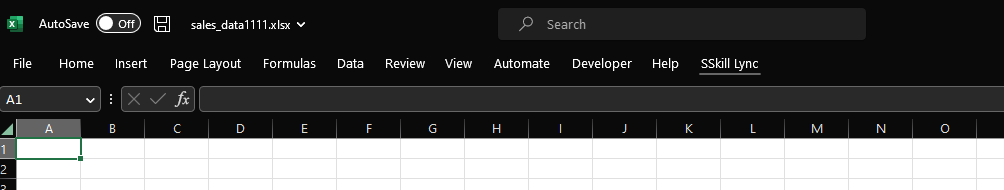 AutoSave Off sales_data1111.xlsx Search
File Home Insert Page Layout Formulas Data Review View Automate Developer Help SSkill Lync
A1 fx
A B C D E F G H I J K L M N O
1
2
3